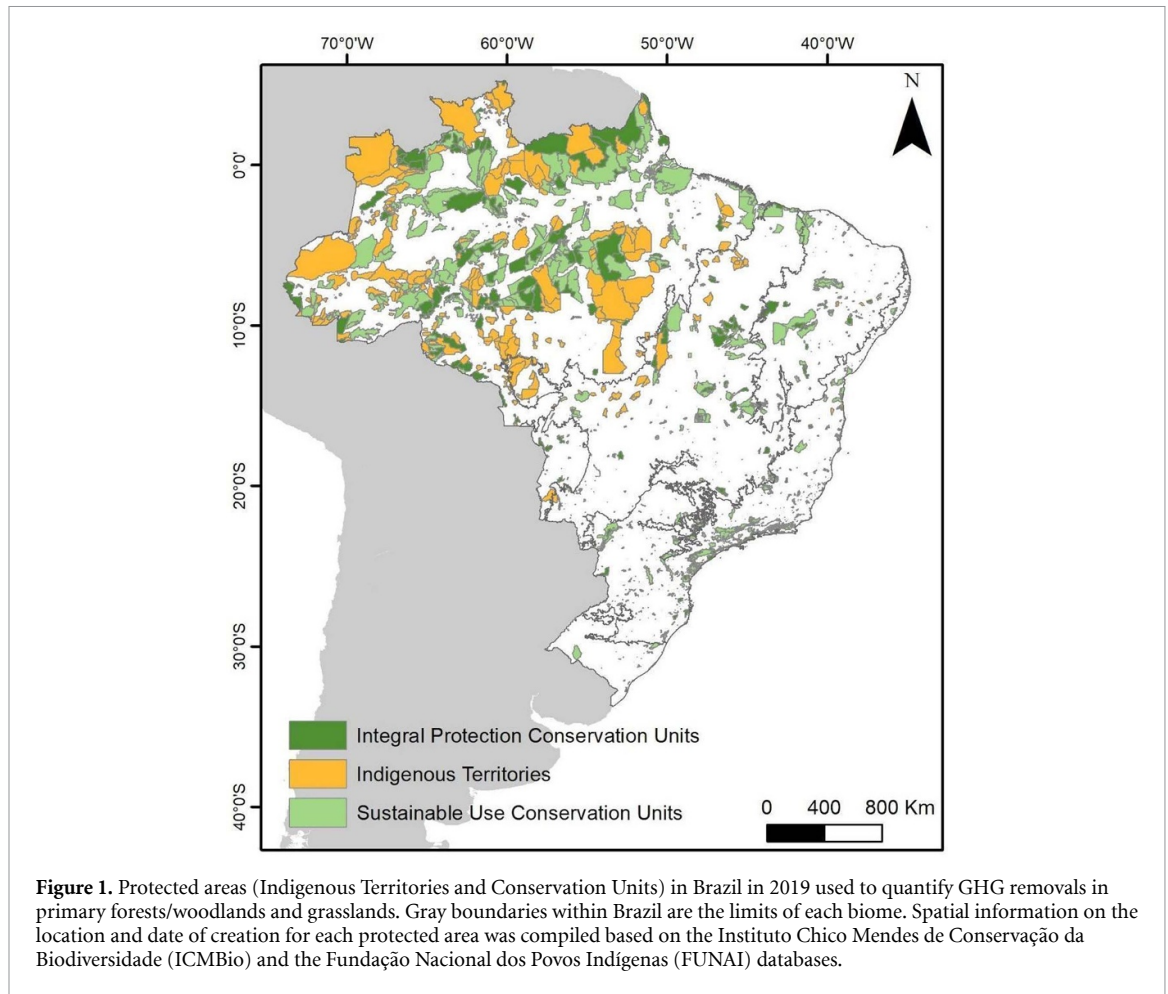 70°0'W 60°0'W 50°0'W 40°0'W
N
0°0'
10°0'S
20°0'S
30°0'S
40°0'S
Integral Protection Conservation Units
Indigenous Territories
Sustainable Use Conservation Units
0 400 800 Km
Figure 1. Protected areas (Indigenous Territories and Conservation Units) in Brazil in 2019 used to quantify GHG removals in
primary forests/woodlands and grasslands. Gray boundaries within Brazil are the limits of each biome. Spatial information on the
location and date of creation for each protected area was compiled based on the Instituto Chico Mendes de Conservação da
Biodiversidade (ICMBio) and the Fundação Nacional dos Povos Indígenas (FUNAI) databases.